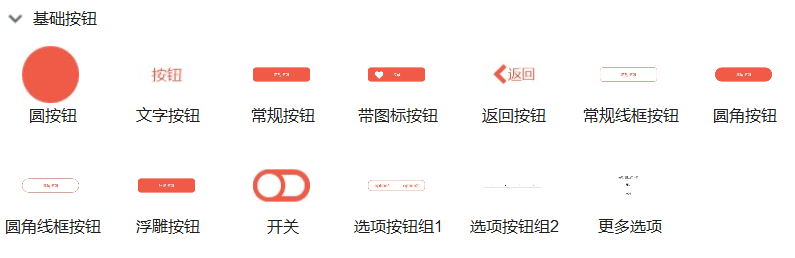 基础按钮
按钮
返回
圆按钮
文字按钮
常规按钮
带图标按钮
返回按钮
常规线框按钮
圆角按钮
option1 option2
圆角线框按钮
浮雕按钮
开关
选项按钮组1
选项按钮组2
更多选项